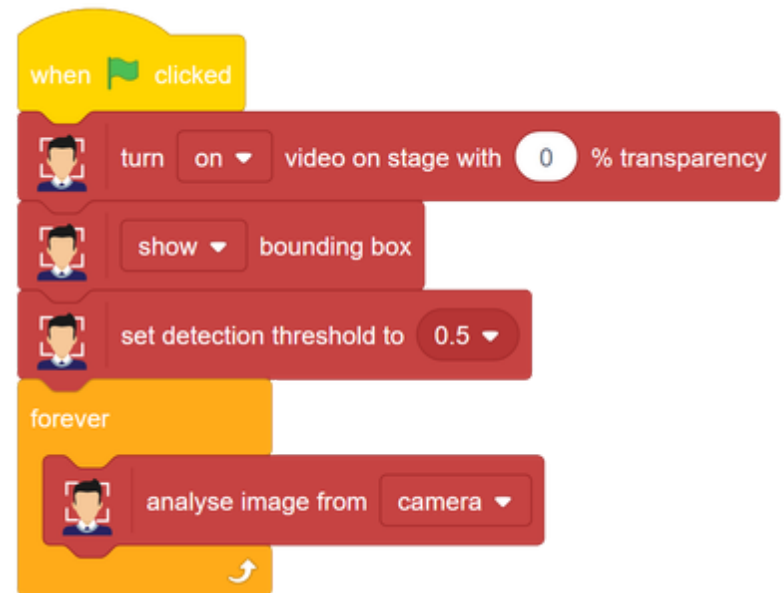 when clicked
turn on video on stage with 0 % transparency
show bounding box
set detection threshold to 0.5
forever
analyse image from camera